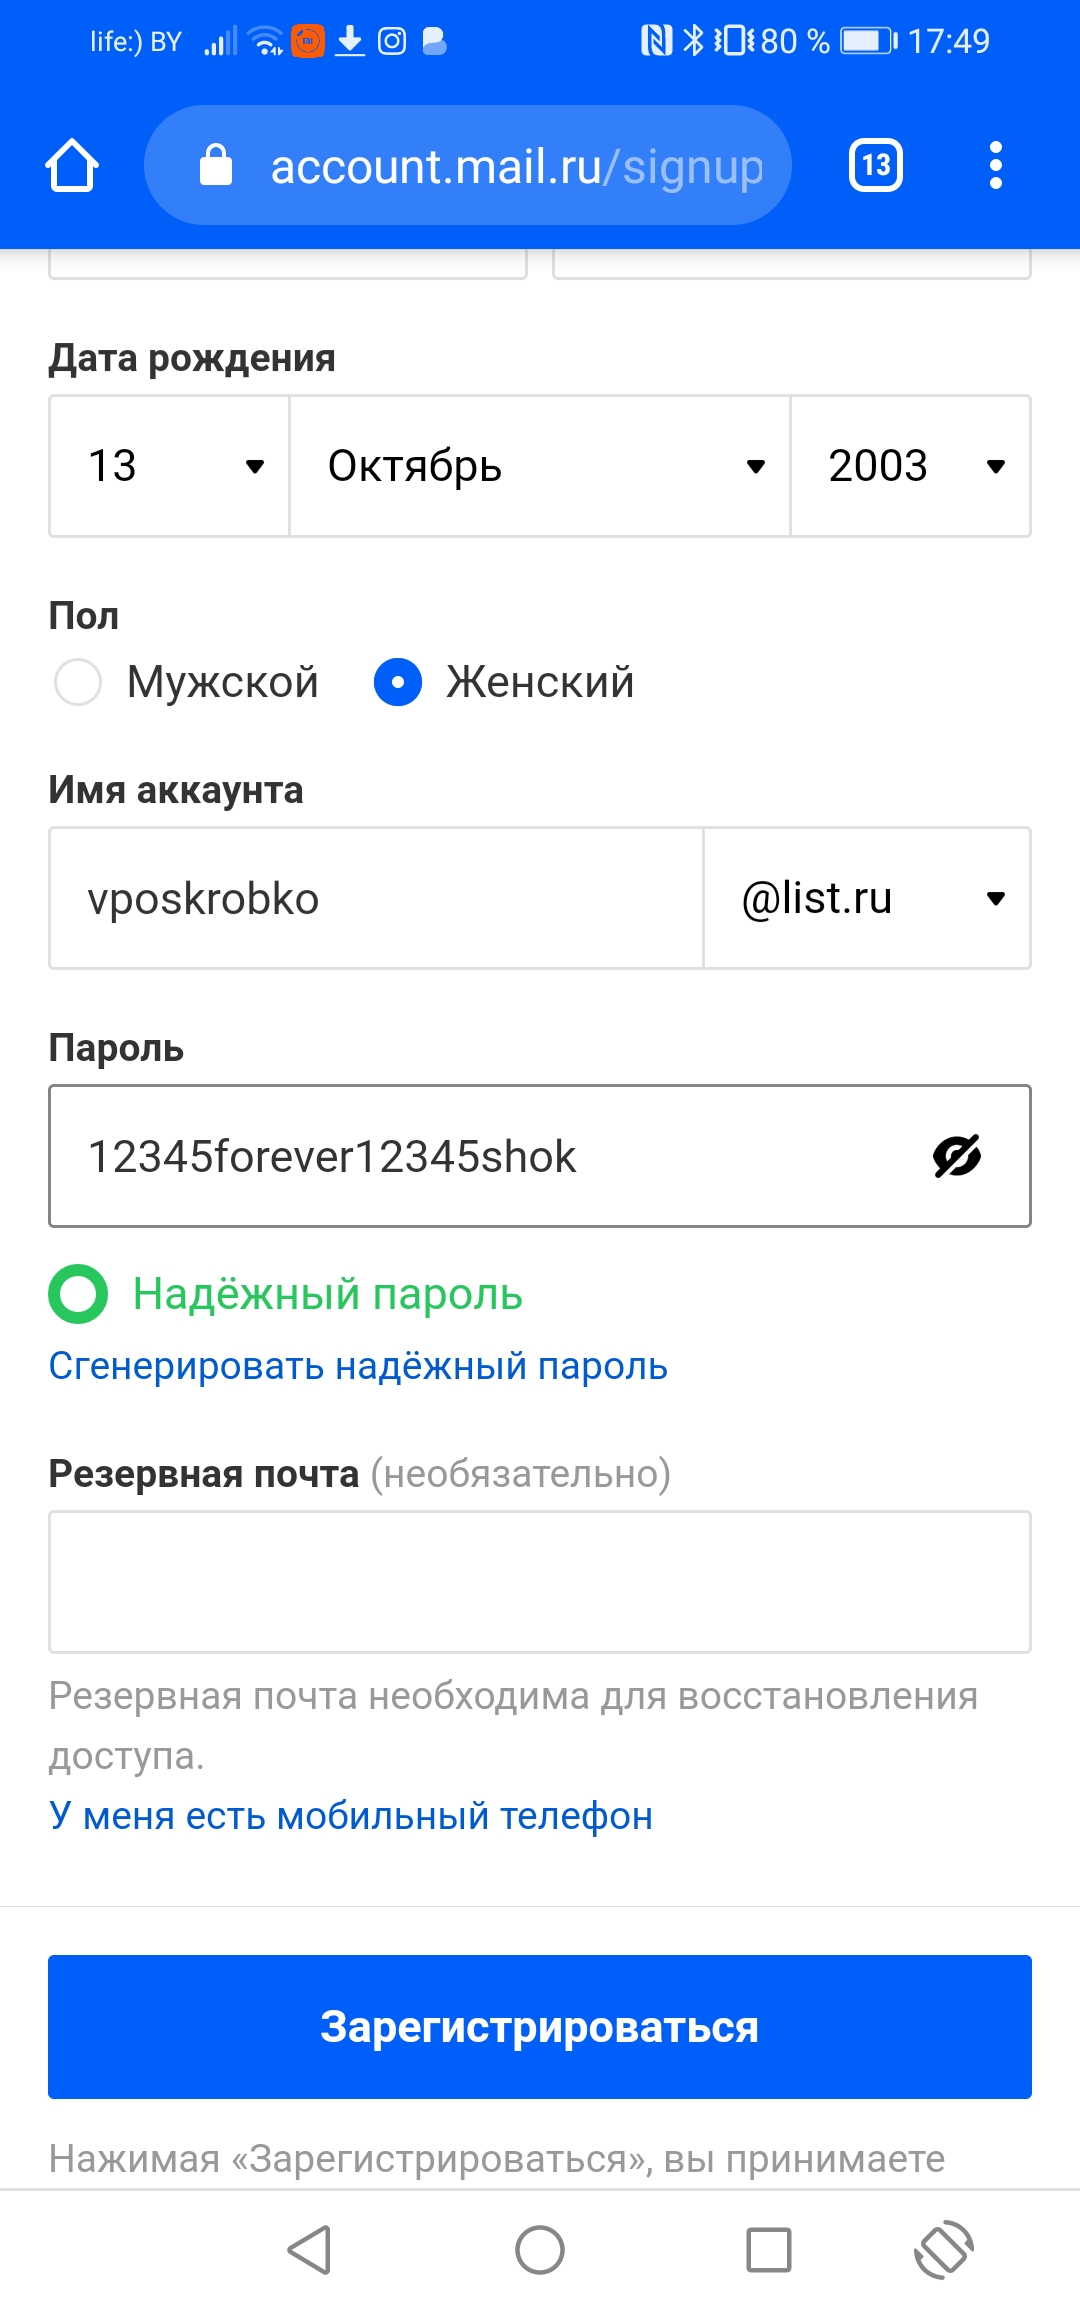 life:) BY 80 % 17:49
account.mail.ru/signup 13
Дата рождения
13 Октябрь 2003
Пол
Мужской Женский
Имя аккаунта
vposkrobko @list.ru
Пароль
12345forever12345shok
Надёжный пароль
Сгенерировать надёжный пароль
Резервная почта (необязательно)
Резервная почта необходима для восстановления
доступа.
У меня есть мобильный телефон
Зарегистрироваться
Нажимая «Зарегистрироваться», вы принимаете